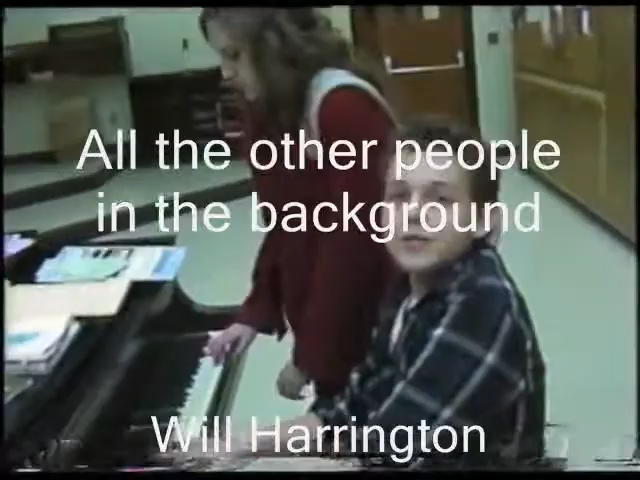 All the other people
in the background
Will Harrington